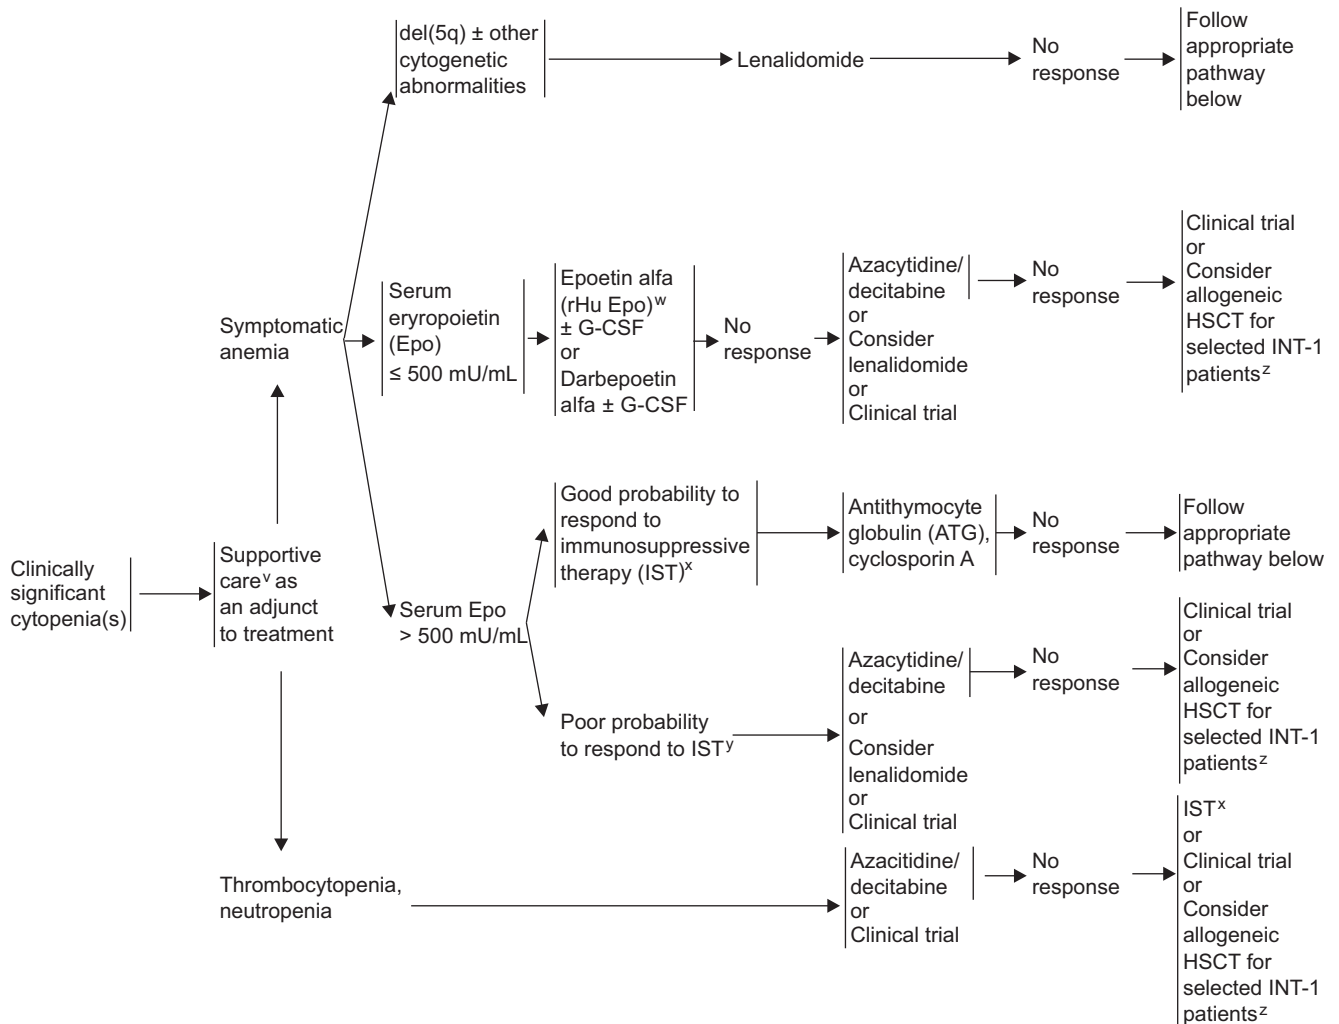 del(5q) ± other
cytogenetic
abnormalities
Lenalidomide
No
response
Follow
appropriate
pathway
below
Symptomatic
anemia
Serum
eryropoietin
(Epo)
≤ 500 mU/mL
Epoetin alfa
(rHu Epo)ʷ
± G-CSF
or
Darbepoetin
alfa ± G-CSF
No
response
Azacytidine/
decitabine
or
Consider
lenalidomide
or
Clinical trial
No
response
Clinical trial
or
Consider
allogeneic
HSCT for
selected INT-1
patientsᶻ
Clinically
significant
cytopenia(s)
Supportive
careᵛ as
an adjunct
to treatment
Serum Epo
> 500 mU/mL
Good probability to
respond to
immunosuppressive
therapy (IST)ˣ
Antithymocyte
globulin (ATG),
cyclosporin A
No
response
Follow
appropriate
pathway below
Poor probability
to respond to ISTʸ
Azacytidine/
decitabine
or
Consider
lenalidomide
or
Clinical trial
No
response
Clinical trial
or
Consider
allogeneic
HSCT for
selected INT-1
patientsᶻ
Thrombocytopenia,
neutropenia
Azacitidine/
decitabine
or
Clinical trial
No
response
ISTˣ
or
Clinical trial
or
Consider
allogeneic
HSCT for
selected INT-1
patientsᶻ